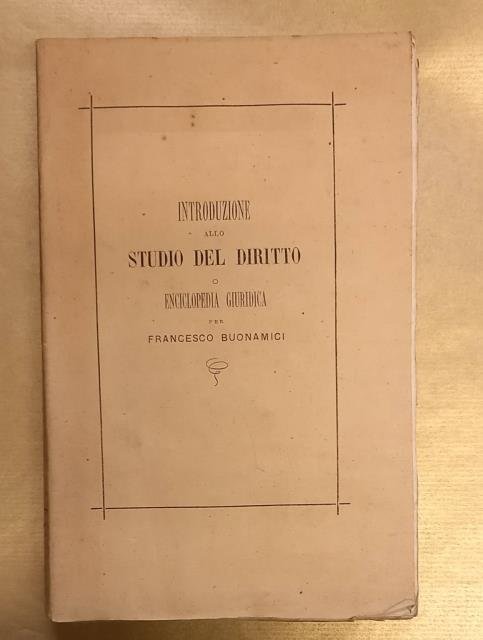 INTRODUZIONE
ALLO
STUDIO DEL DIRITTO
O
ENCICLOPEDIA GIURIDICA
PER
FRANCESCO BUONAMICI